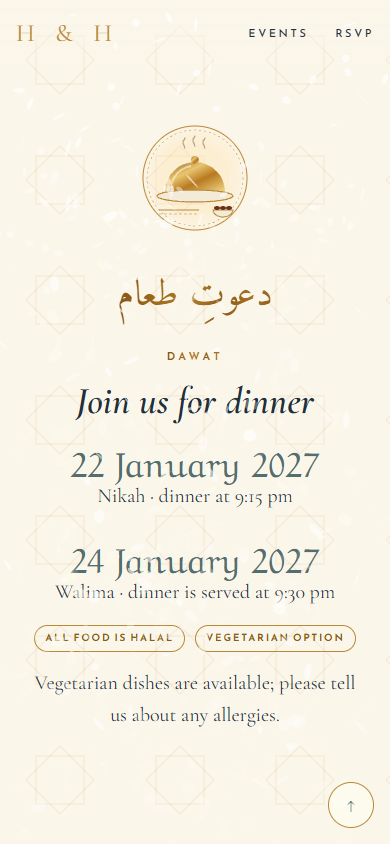 H & H
EVENTS RSVP
دعوتِ طعام
DAWAT
Join us for dinner
22 January 2027
Nikah · dinner at 9:15 pm
24 January 2027
Walima · dinner is served at 9:30 pm
ALL FOOD IS HALAL VEGETARIAN OPTION
Vegetarian dishes are available; please tell
us about any allergies.
↑